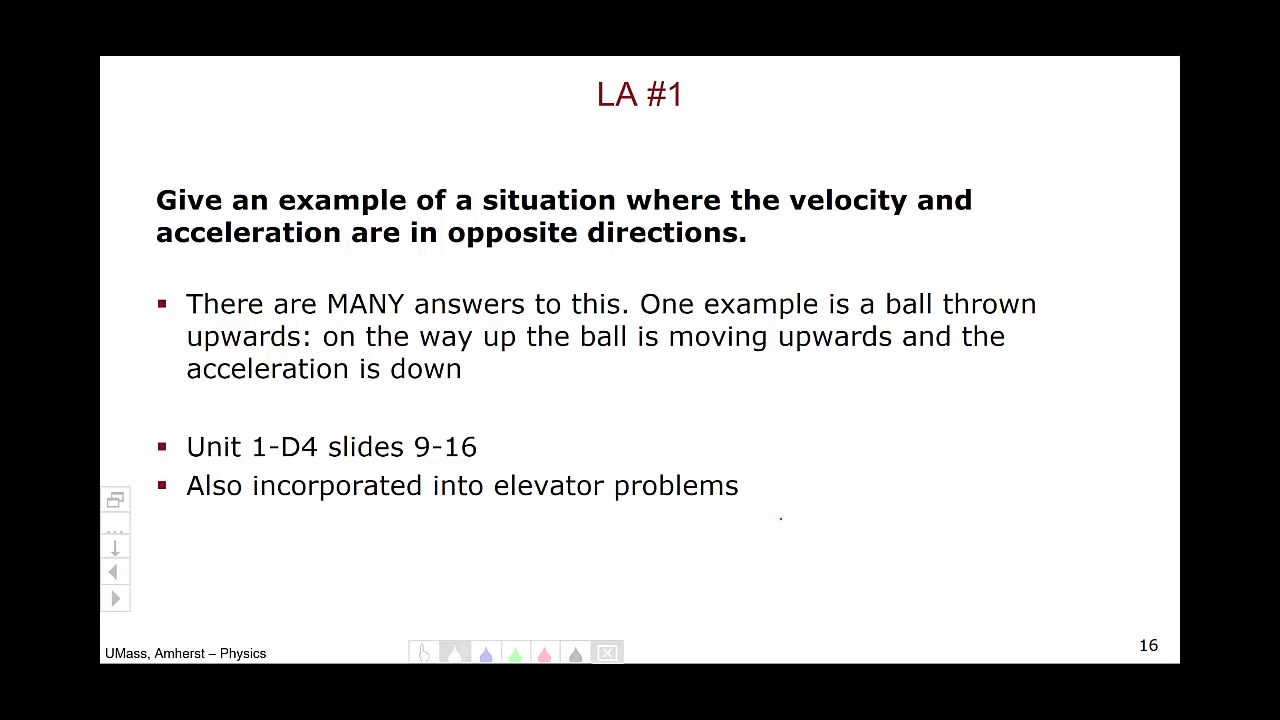 LA #1
Give an example of a situation where the velocity and
acceleration are in opposite directions.
There are MANY answers to this. One example is a ball thrown
upwards: on the way up the ball is moving upwards and the
acceleration is down
Unit 1-D4 slides 9-16
Also incorporated into elevator problems
UMass, Amherst – Physics
16